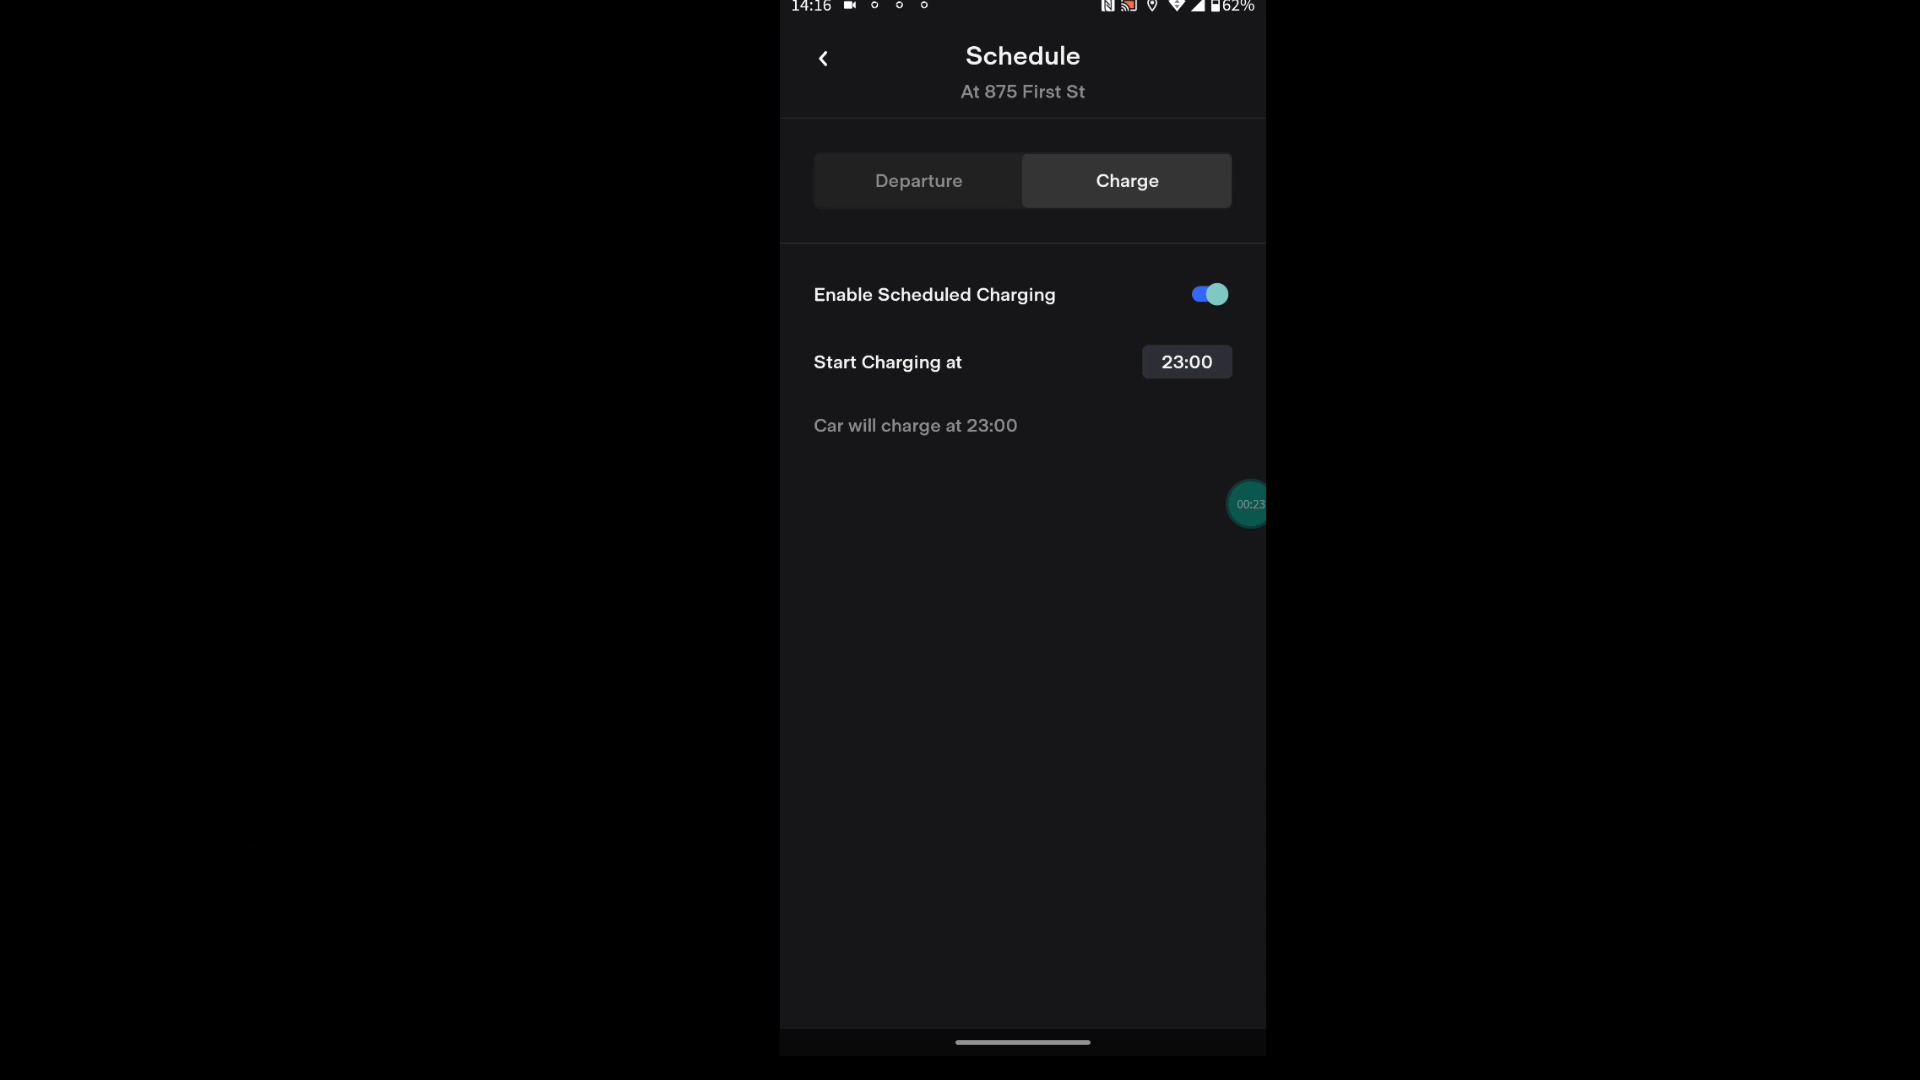 14:16 62%
Schedule
At 875 First St
Departure Charge
Enable Scheduled Charging
Start Charging at 23:00
Car will charge at 23:00
00:23